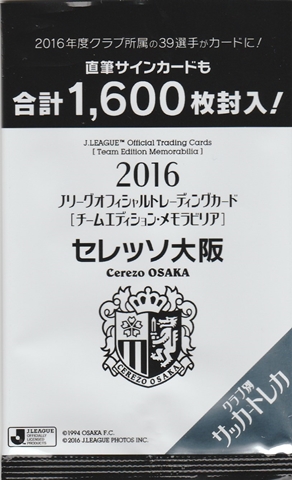 2016年度クラブ所属の39選手がカードに!
直筆サインカードも
合計1,600枚封入!
J.LEAGUE™ Official Trading Cards
[ Team Edition Memorabilia ]
2016
Jリーグオフィシャルトレーディングカード
[チームエディション・メモラビリア]
セレッソ大阪
Cerezo OSAKA
CEREZO OSAKA
クラブ別
サッカートレカ
J.LEAGUE
OFFICIALLY
LICENSED
PRODUCT
©1994 OSAKA F.C.
©2016 J.LEAGUE PHOTOS INC.